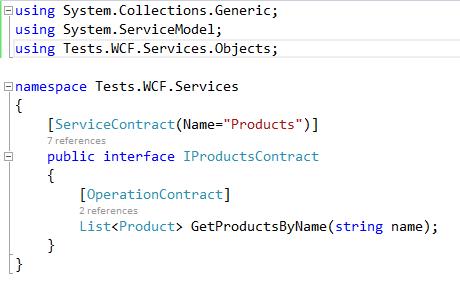 using System.Collections.Generic;
using System.ServiceModel;
using Tests.WCF.Services.Objects;
namespace Tests.WCF.Services
{
[ServiceContract(Name="Products")]
7 references
public interface IProductsContract
{
[OperationContract]
2 references
List<Product> GetProductsByName(string name);
}
}